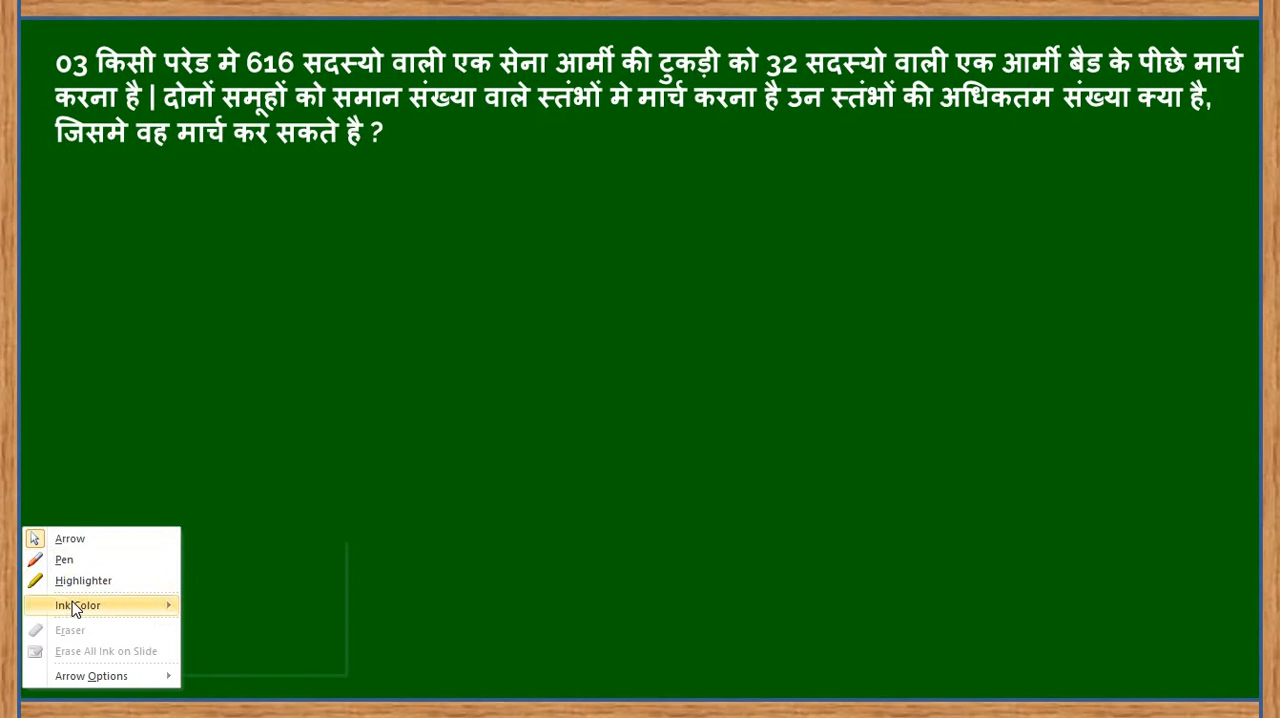 03 किसी परेड मे 616 सदस्यो वाली एक सेना आर्मी की टुकड़ी को 32 सदस्यो वाली एक आर्मी बैड के पीछे मार्च
करना है | दोनों समूहों को समान संख्या वाले स्तंभों मे मार्च करना है उन स्तंभों की अधिकतम संख्या क्या है,
जिसमे वह मार्च कर सकते है ?
Arrow
Pen
Highlighter
Ink Color
Eraser
Erase All Ink on Slide
Arrow Options